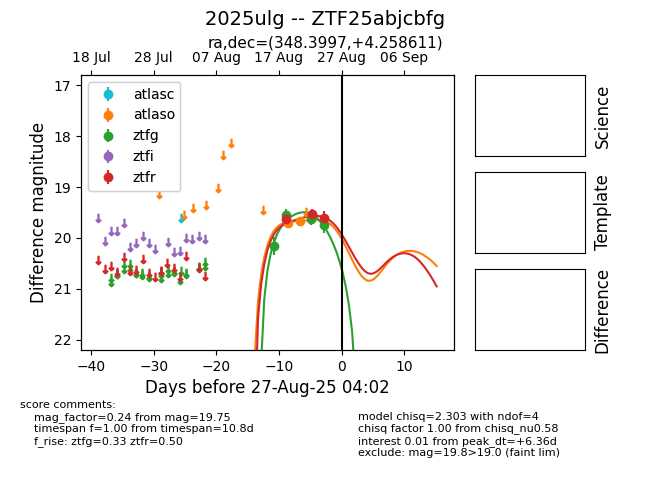 2025ulg -- ZTF25abjcbfg
ra,dec=(348.3997,+4.258611)
18 Jul 28 Jul 07 Aug 17 Aug 27 Aug 06 Sep
17
18
19
20
21
22
Difference magnitude
atlasc
atlaso
ztfg
ztfi
ztfr
−40 −30 −20 −10 0 10
Days before 27-Aug-25 04:02
Science
Template
Difference
score comments:
mag_factor=0.24 from mag=19.75
timespan f=1.00 from timespan=10.8d
f_rise: ztfg=0.33 ztfr=0.50
model chisq=2.303 with ndof=4
chisq factor 1.00 from chisq_nu0.58
interest 0.01 from peak_dt=+6.36d
exclude: mag=19.8>19.0 (faint lim)